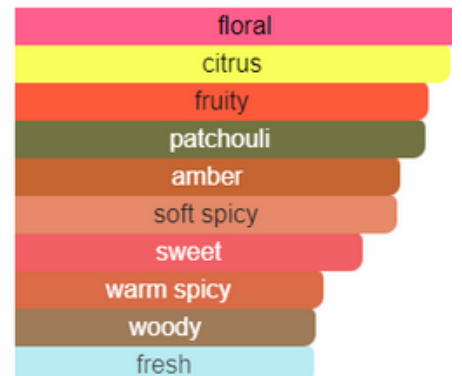 floral
citrus
fruity
patchouli
amber
soft spicy
sweet
warm spicy
woody
fresh